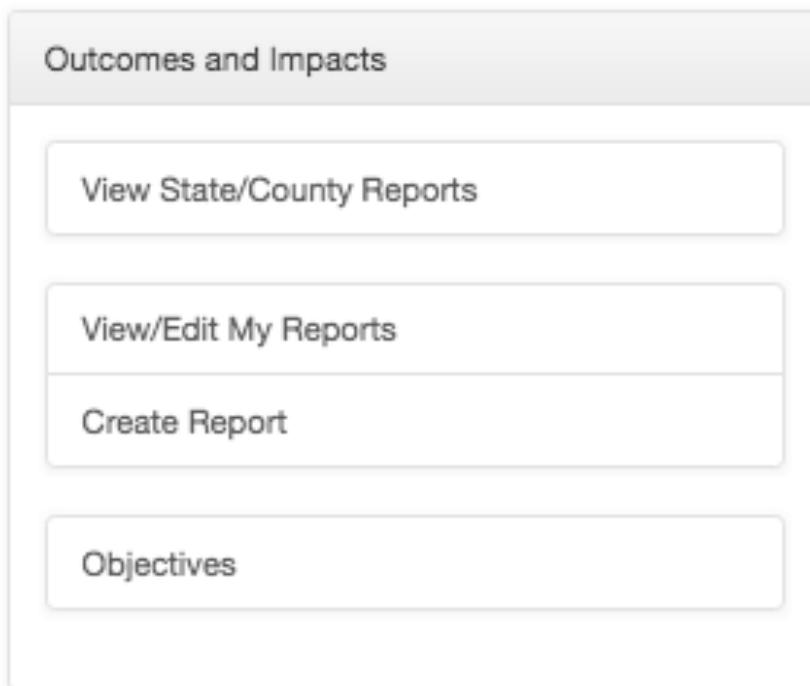 Outcomes and Impacts
View State/County Reports
View/Edit My Reports
Create Report
Objectives